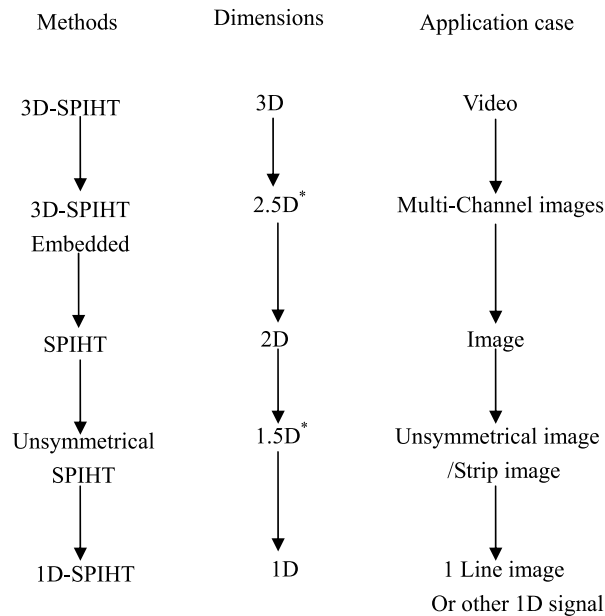 Methods Dimensions Application case
3D-SPIHT 3D Video
3D-SPIHT 2.5D* Multi-Channel images
Embedded
SPIHT 2D Image
Unsymmetrical 1.5D* Unsymmetrical image
SPIHT /Strip image
1D-SPIHT 1D 1 Line image
Or other 1D signal